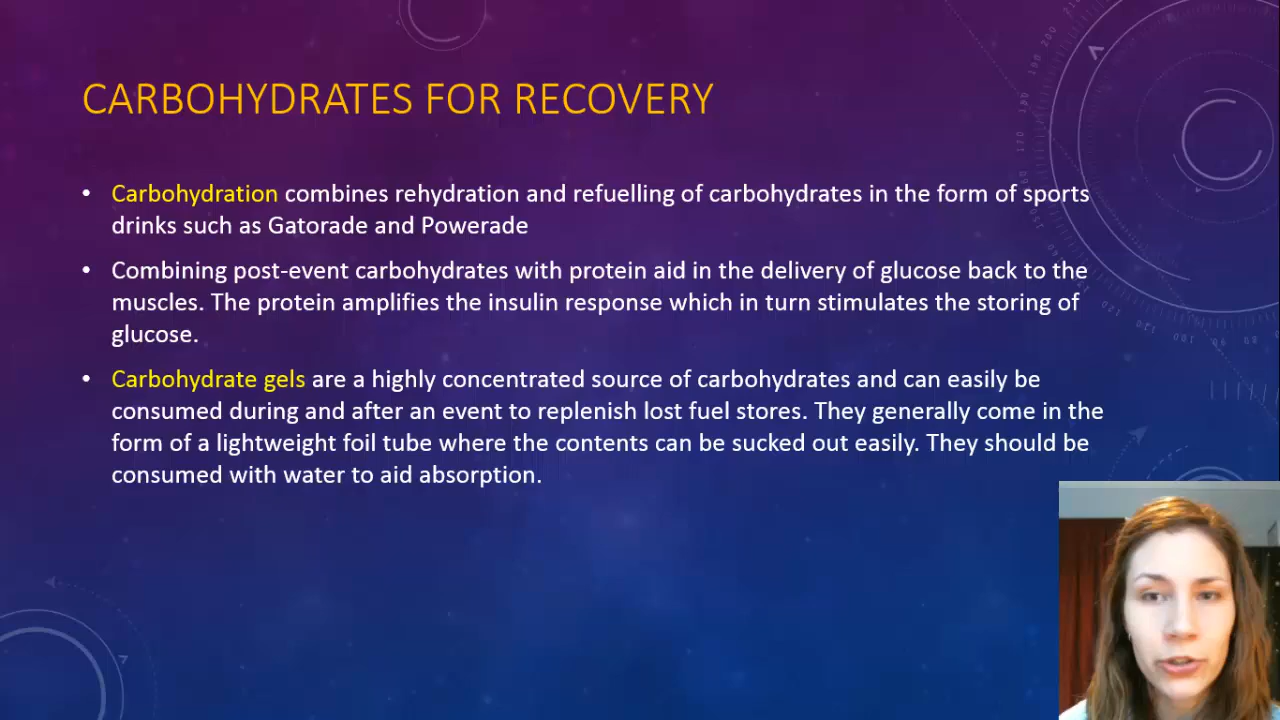 CARBOHYDRATES FOR RECOVERY
• Carbohydration combines rehydration and refuelling of carbohydrates in the form of sports
drinks such as Gatorade and Powerade
• Combining post-event carbohydrates with protein aid in the delivery of glucose back to the
muscles. The protein amplifies the insulin response which in turn stimulates the storing of
glucose.
• Carbohydrate gels are a highly concentrated source of carbohydrates and can easily be
consumed during and after an event to replenish lost fuel stores. They generally come in the
form of a lightweight foil tube where the contents can be sucked out easily. They should be
consumed with water to aid absorption.